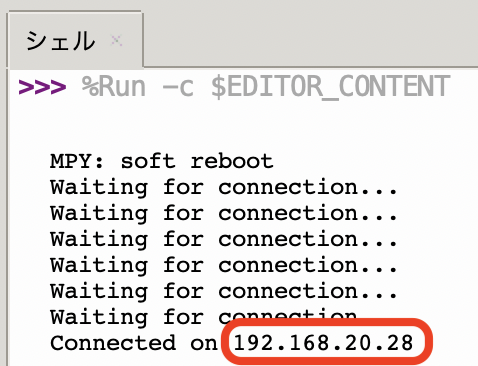 シェル ×
>>> %Run -c $EDITOR_CONTENT
MPY: soft reboot
Waiting for connection...
Waiting for connection...
Waiting for connection...
Waiting for connection...
Waiting for connection...
Waiting for connection...
Connected on 192.168.20.28